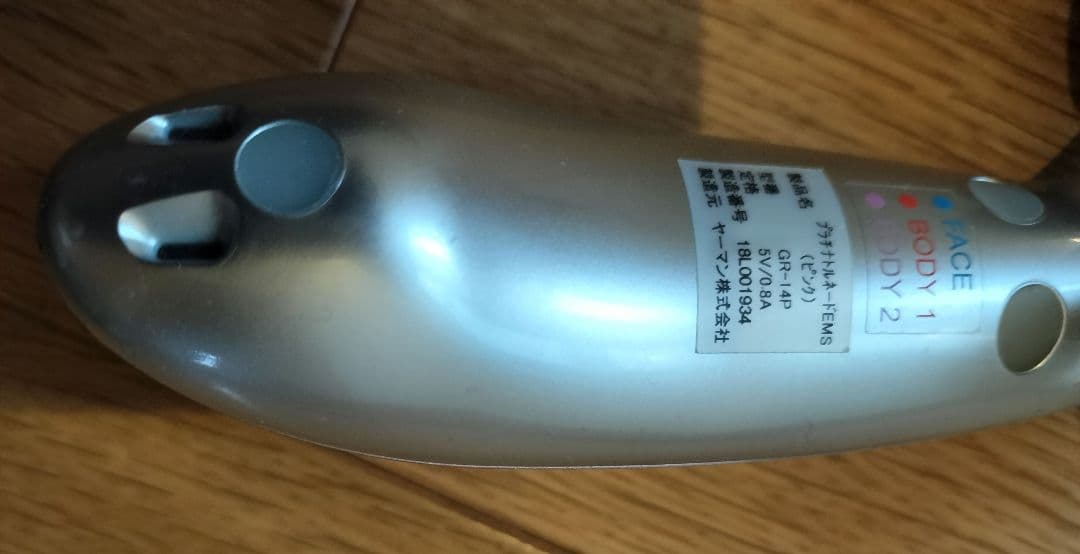 製品名 プラチナトルネードEMS
(ピンク)
型番 GR-14P
定格 5V/0.8A
製造番号 18L001934
製造元 ヤーマン株式会社
FACE
BODY 1
BODY 2